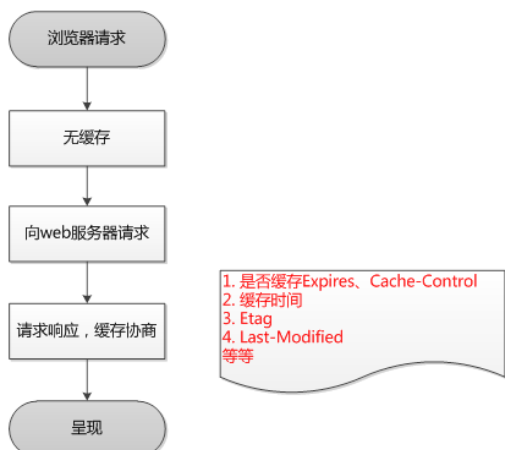 浏览器请求
无缓存
向web服务器请求
请求响应，缓存协商
呈现
1. 是否缓存Expires、Cache-Control
2. 缓存时间
3. Etag
4. Last-Modified
等等